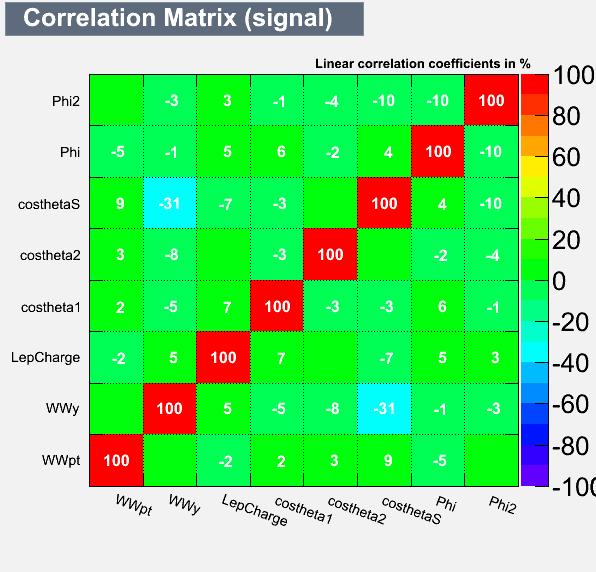 Correlation Matrix (signal)
Linear correlation coefficients in %
Phi2 -3 3 -1 -4 -10 -10 100
Phi -5 -1 5 6 -2 4 100 -10
costhetaS 9 -31 -7 -3 100 4 -10
costheta2 3 -8 -3 100 -2 -4
costheta1 2 -5 7 100 -3 -3 6 -1
LepCharge -2 5 100 7 -7 5 3
WWy 100 5 -5 -8 -31 -1 -3
WWpt 100 -2 2 3 9 -5
WWpt WWy LepCharge costheta1 costheta2 costhetaS Phi Phi2
100
80
60
40
20
0
-20
-40
-60
-80
-100